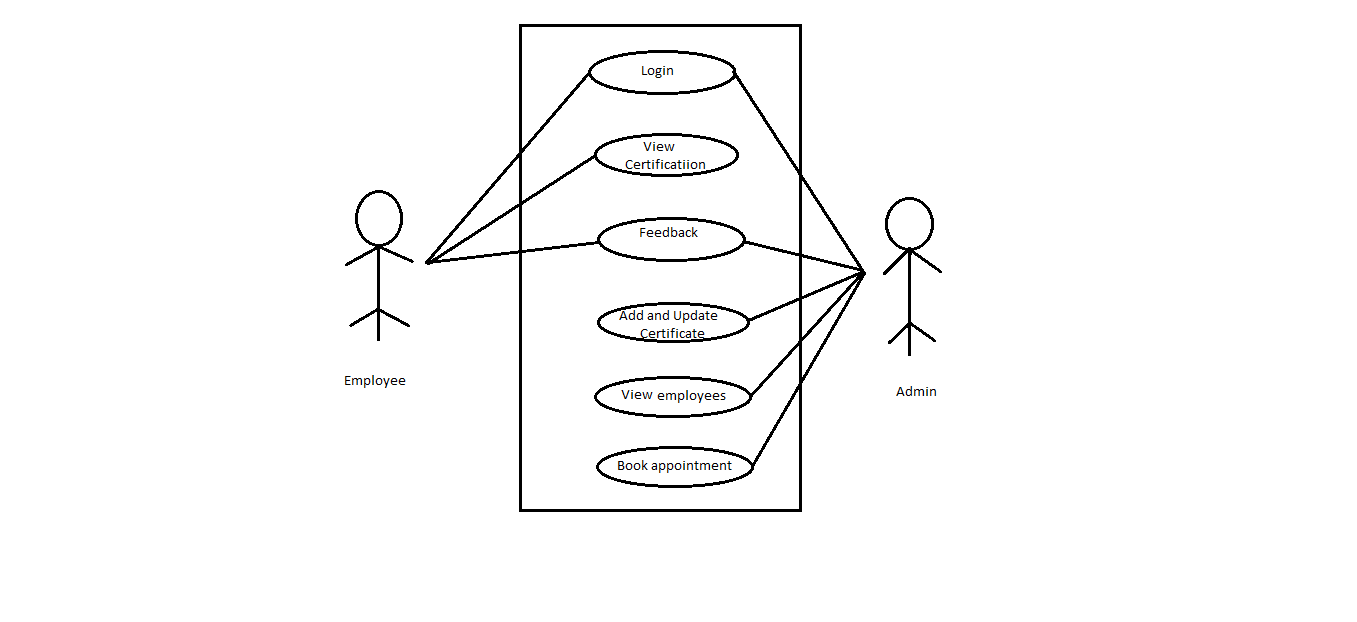 Login
View
Certificatiion
Feedback
Add and Update
Certificate
View employees
Book appointment
Employee
Admin